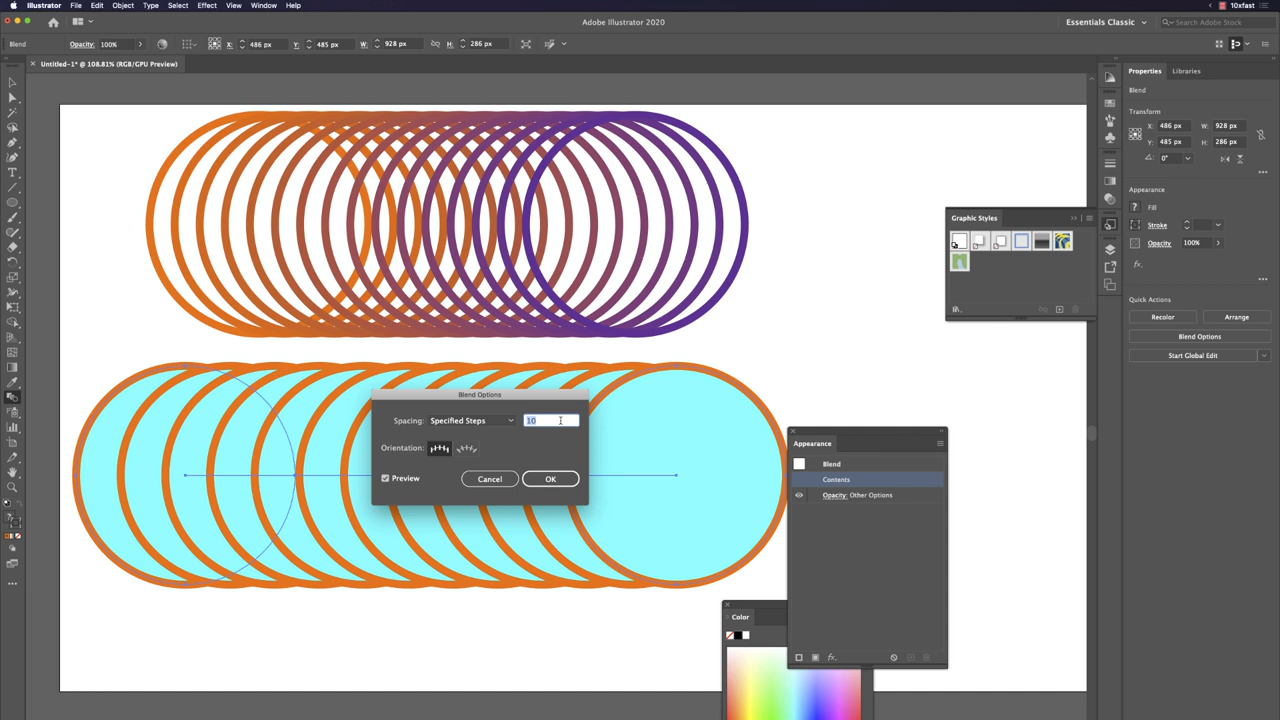 Illustrator File Edit Object Type Select Effect View Window Help 10xfast
Adobe Illustrator 2020
Essentials Classic Search Adobe Stock
Blend Opacity: 100% X: 486 px Y: 485 px W: 928 px H: 286 px
Untitled-1* @ 108.81% (RGB/GPU Preview)
Properties Libraries
Blend
Transform
X: 486 px W: 928 px
Y: 485 px H: 286 px
0°
Appearance
? Fill
Stroke
Opacity 100%
fx.
Quick Actions
Recolor Arrange
Blend Options
Start Global Edit
Graphic Styles
Blend Options
Spacing: Specified Steps 10
Orientation:
Preview Cancel OK
Appearance
Blend
Contents
Opacity: Other Options
fx.
Color